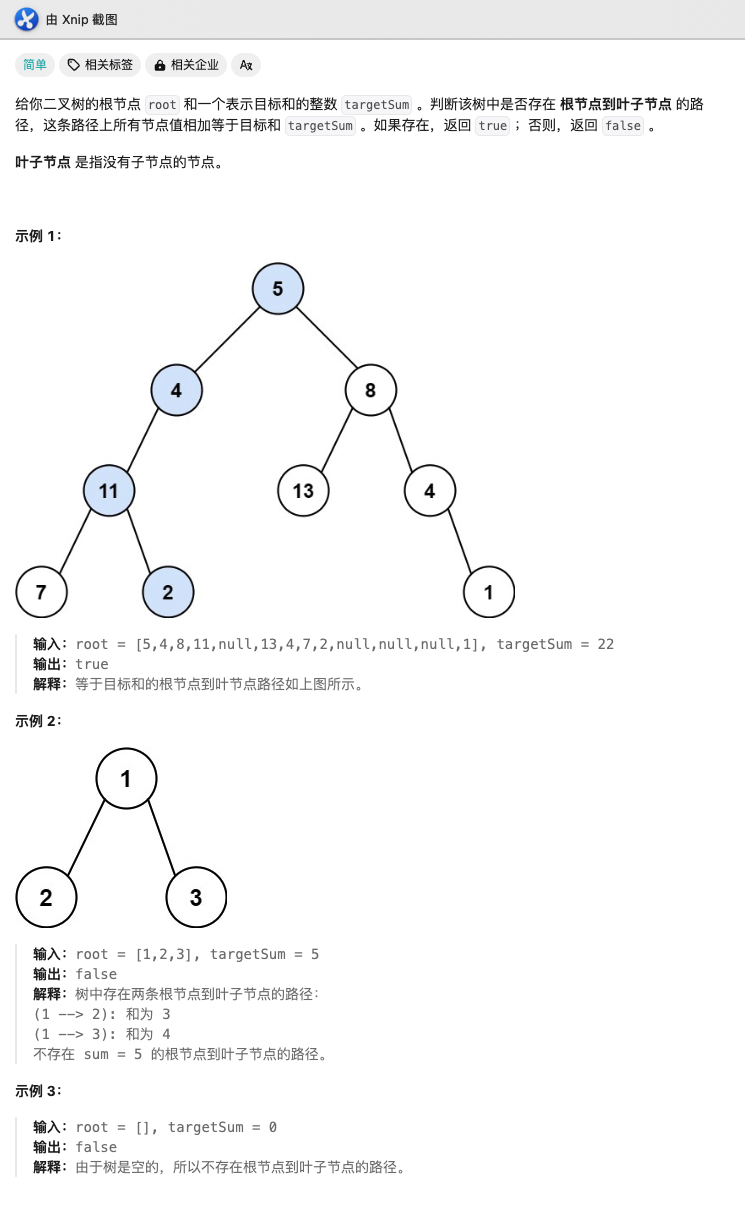 由 Xnip 截图
简单 相关标签 相关企业 A文
给你二叉树的根节点 root 和一个表示目标和的整数 targetSum 。判断该树中是否存在 根节点到叶子节点 的路
径，这条路径上所有节点值相加等于目标和 targetSum 。如果存在，返回 true ；否则，返回 false 。
叶子节点 是指没有子节点的节点。
示例 1：
5
4 8
11 13 4
7 2 1
输入：root = [5,4,8,11,null,13,4,7,2,null,null,null,1], targetSum = 22
输出：true
解释：等于目标和的根节点到叶节点路径如上图所示。
示例 2：
1
2 3
输入：root = [1,2,3], targetSum = 5
输出：false
解释：树中存在两条根节点到叶子节点的路径：
(1 --> 2): 和为 3
(1 --> 3): 和为 4
不存在 sum = 5 的根节点到叶子节点的路径。
示例 3：
输入：root = [], targetSum = 0
输出：false
解释：由于树是空的，所以不存在根节点到叶子节点的路径。